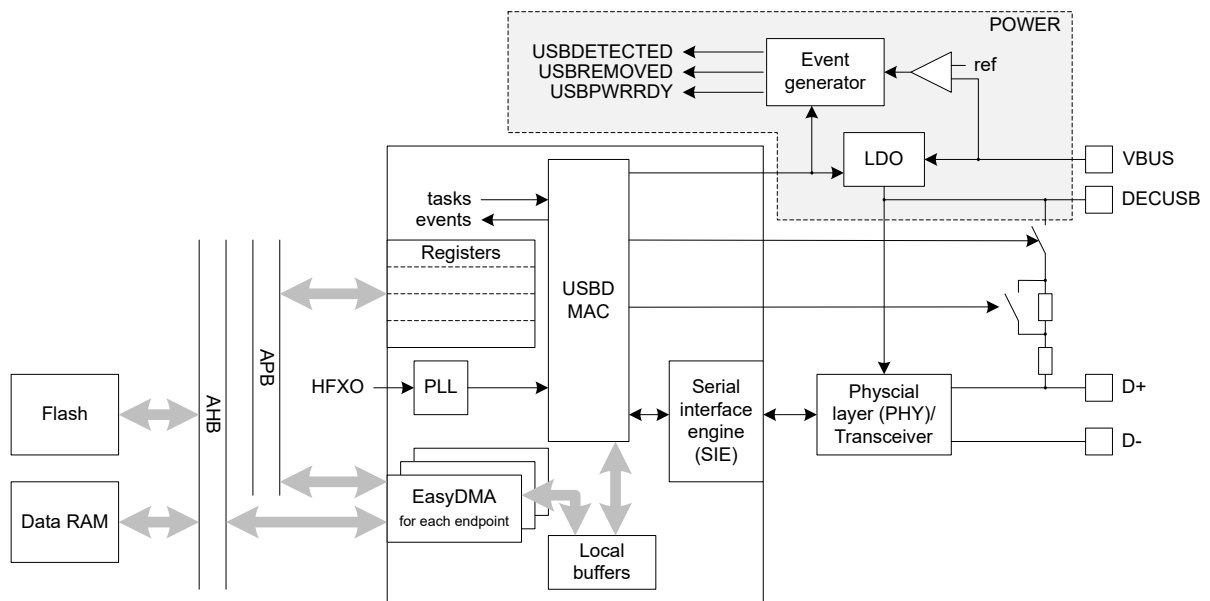 POWER
USBDETECTED
USBREMOVED
USBPWRRDY
Event
generator
ref
LDO
VBUS
DECUSB
tasks
events
Registers
USBD
MAC
APB
AHB
HFXO
PLL
Serial
interface
engine
(SIE)
Physcial
layer (PHY)/
Transceiver
D+
D-
Flash
Data RAM
EasyDMA
for each endpoint
Local
buffers